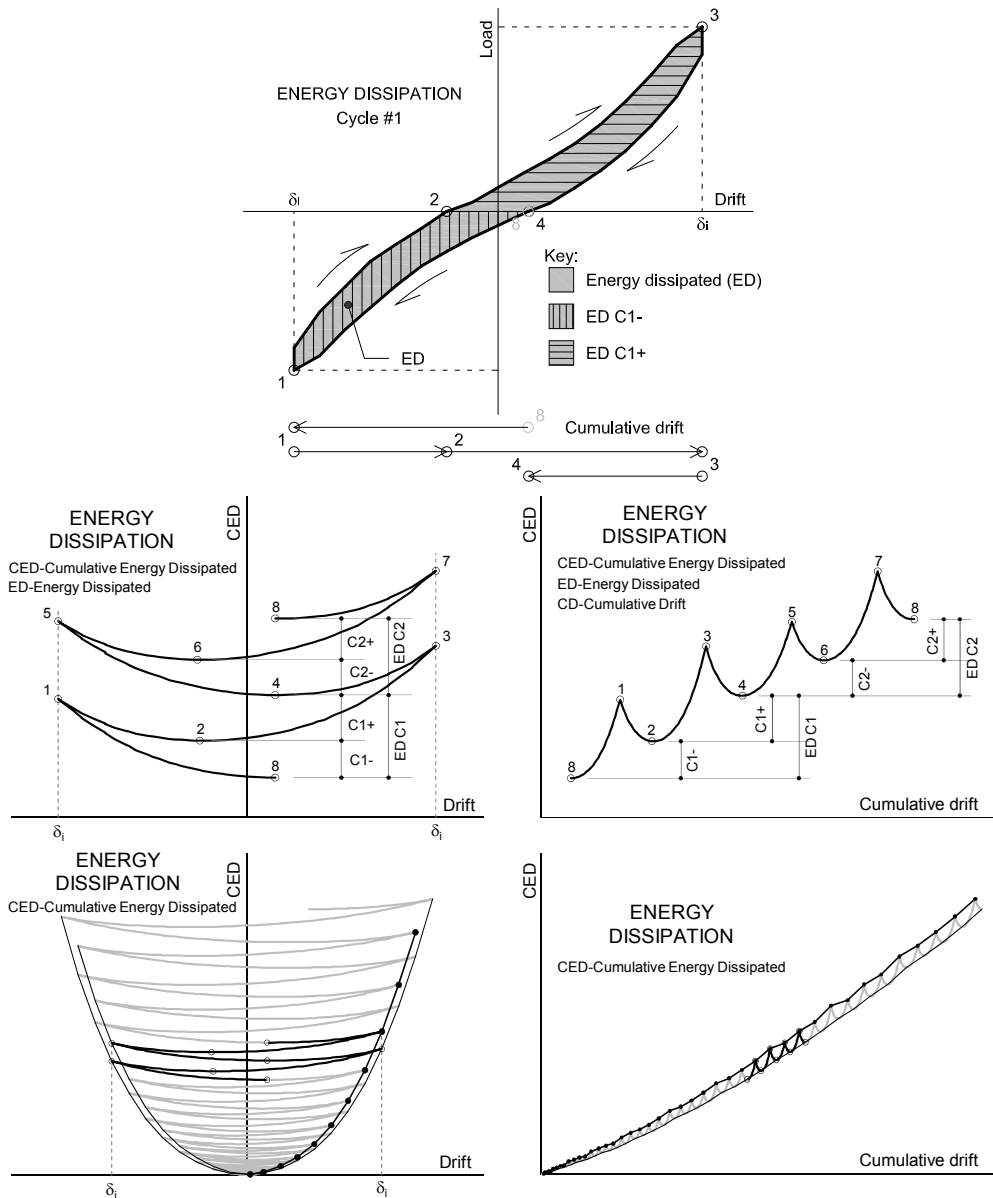 3
Load
ENERGY DISSIPATION
Cycle #1
δi
2
Drift
8
4
δi
Key:
Energy dissipated (ED)
ED C1-
ED C1+
ED
1
8
Cumulative drift
1
2
4
3
ENERGY
DISSIPATION
CED-Cumulative Energy Dissipated
ED-Energy Dissipated
CED
7
5
8
3
6
C2+
ED C2
C2-
1
4
2
C1+
ED C1
C1-
8
Drift
δi
δi
CED
ENERGY
DISSIPATION
CED-Cumulative Energy Dissipated
ED-Energy Dissipated
CD-Cumulative Drift
7
5
8
3
6
C2+
ED C2
C2-
1
4
2
C1+
ED C1
C1-
8
Cumulative drift
ENERGY
DISSIPATION
CED-Cumulative Energy Dissipated
CED
Drift
δi
δi
CED
ENERGY
DISSIPATION
CED-Cumulative Energy Dissipated
Cumulative drift